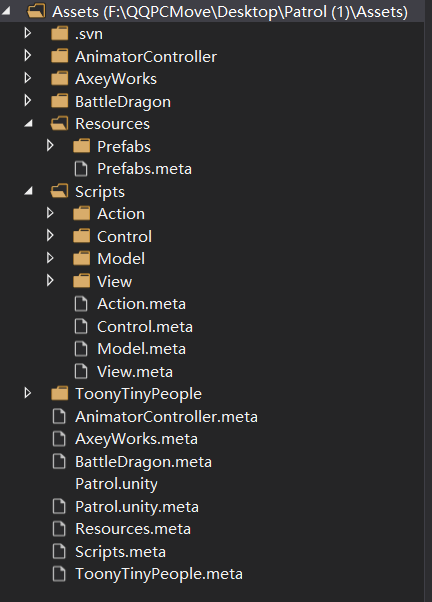 Assets (F:\QQPCMove\Desktop\Patrol (1)\Assets)
.svn
AnimatorController
AxeyWorks
BattleDragon
Resources
Prefabs
Prefabs.meta
Scripts
Action
Control
Model
View
Action.meta
Control.meta
Model.meta
View.meta
ToonyTinyPeople
AnimatorController.meta
AxeyWorks.meta
BattleDragon.meta
Patrol.unity
Patrol.unity.meta
Resources.meta
Scripts.meta
ToonyTinyPeople.meta